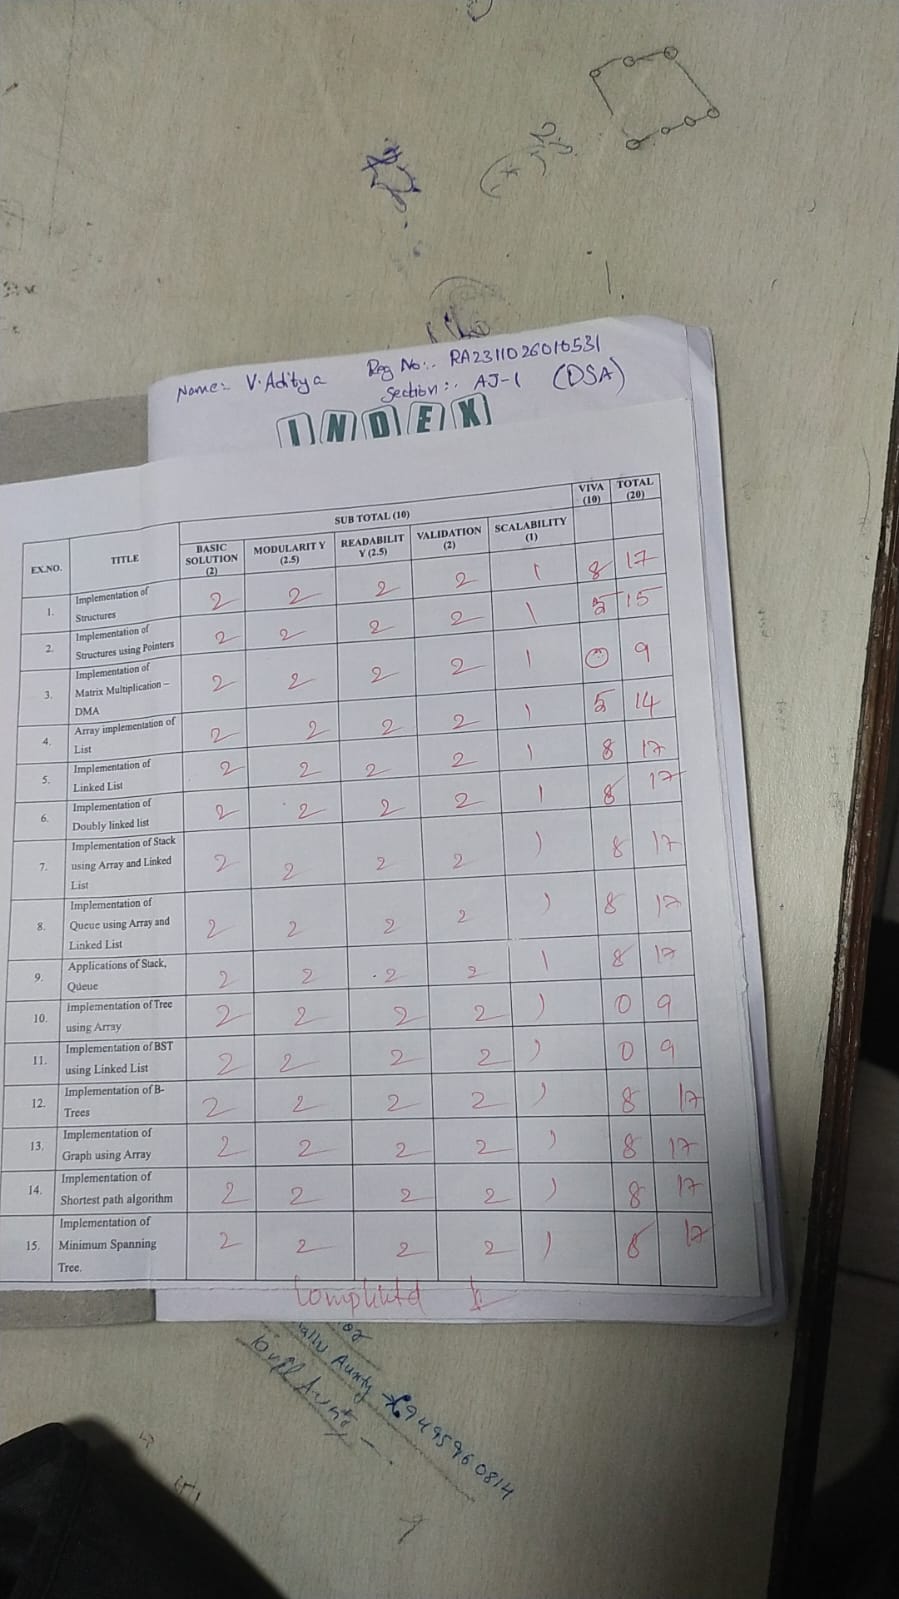 Name:- V.Aditya Reg No:- RA2311026010531
Section:- AJ-1 (DSA)
INDEX
EX.NO. TITLE SUB TOTAL (10) VIVA (10) TOTAL (20)
BASIC SOLUTION (2) MODULARIT Y (2.5) READABILIT Y (2.5) VALIDATION (2) SCALABILITY (1)
1. Implementation of Structures 2 2 2 2 1 8 17
2. Implementation of Structures using Pointers 2 2 2 2 1 5 15
3. Implementation of Matrix Multiplication – DMA 2 2 2 2 1 0 9
4. Array implementation of List 2 2 2 2 1 5 14
5. Implementation of Linked List 2 2 2 2 1 8 17
6. Implementation of Doubly linked list 2 2 2 2 1 8 17
7. Implementation of Stack using Array and Linked List 2 2 2 2 1 8 17
8. Implementation of Queue using Array and Linked List 2 2 2 2 1 8 17
9. Applications of Stack, Queue 2 2 2 2 1 8 17
10. Implementation of Tree using Array 2 2 2 2 1 0 9
11. Implementation of BST using Linked List 2 2 2 2 1 0 9
12. Implementation of B-Trees 2 2 2 2 1 8 17
13. Implementation of Graph using Array 2 2 2 2 1 8 17
14. Implementation of Shortest path algorithm 2 2 2 2 1 8 17
15. Implementation of Minimum Spanning Tree. 2 2 2 2 1 8 17
Completed
Aunty 9495960814
Aunty